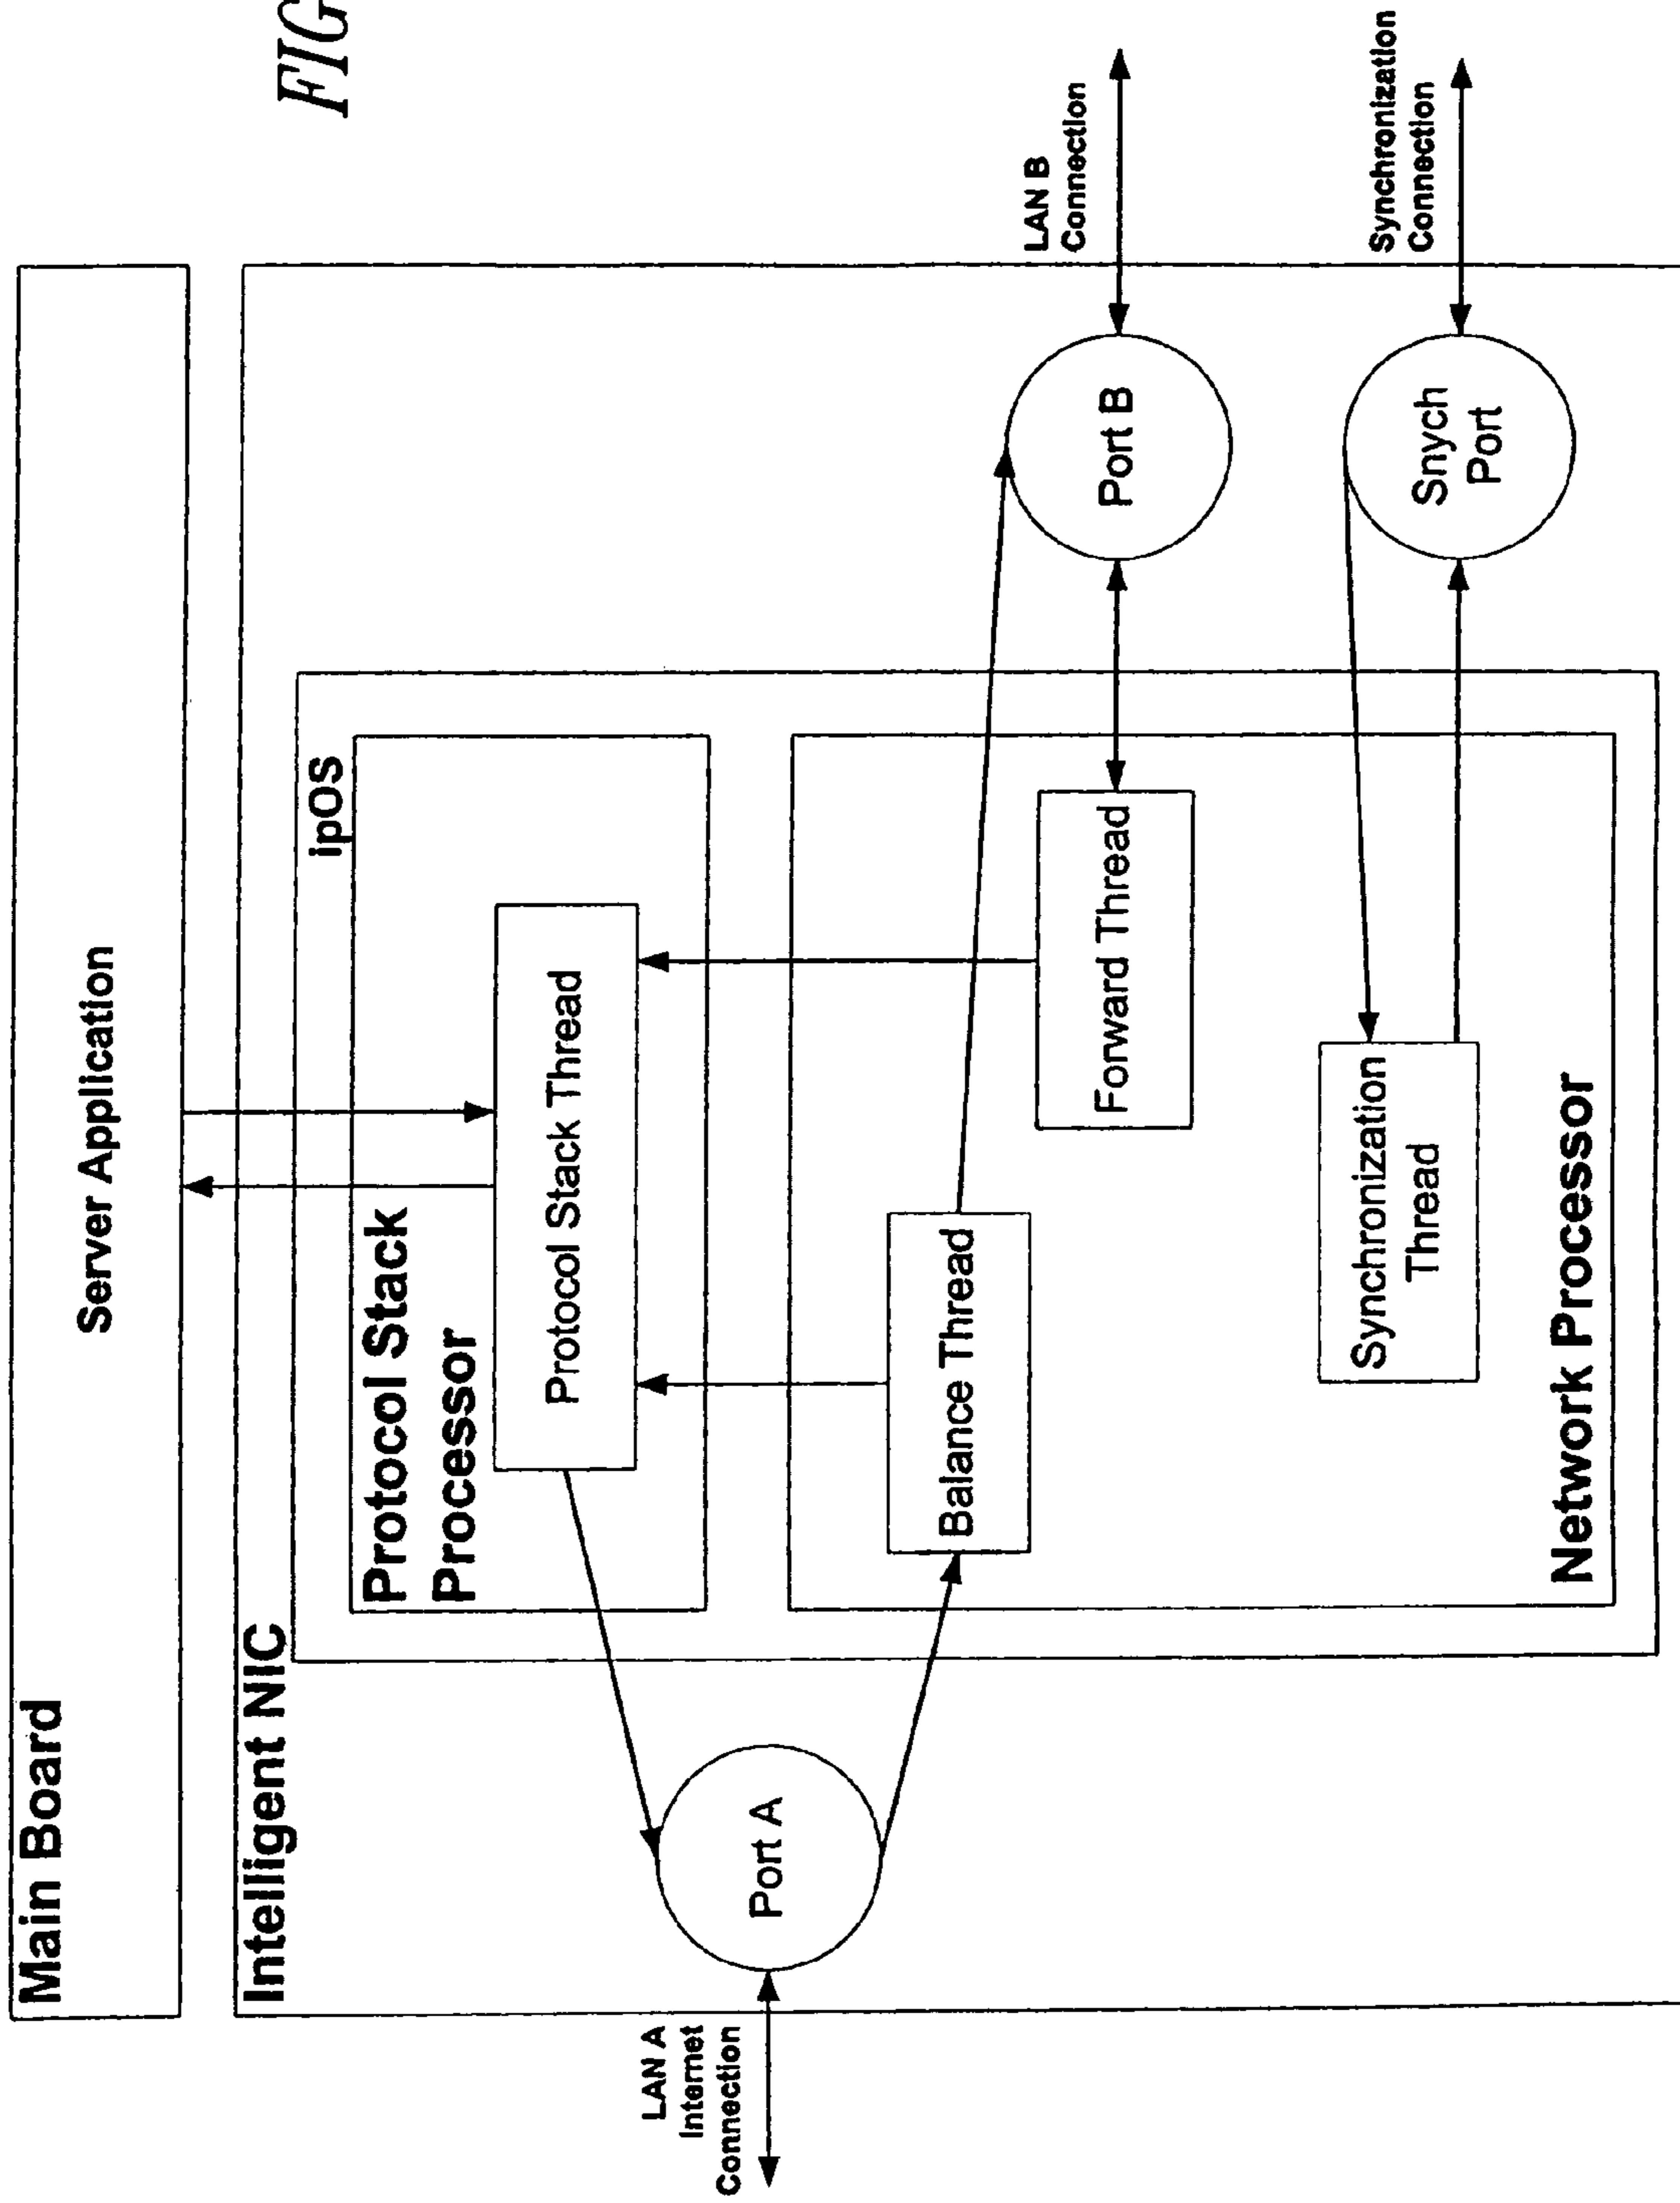 FIG
Main Board
Server Application
Intelligent NIC
ipOS
Protocol Stack
Processor
Protocol Stack Thread
LAN A
Internet
Connection
Port A
Balance Thread
Forward Thread
LAN B
Connection
Port B
Synchronization
Thread
Synchronization
Connection
Snych
Port
Network Processor